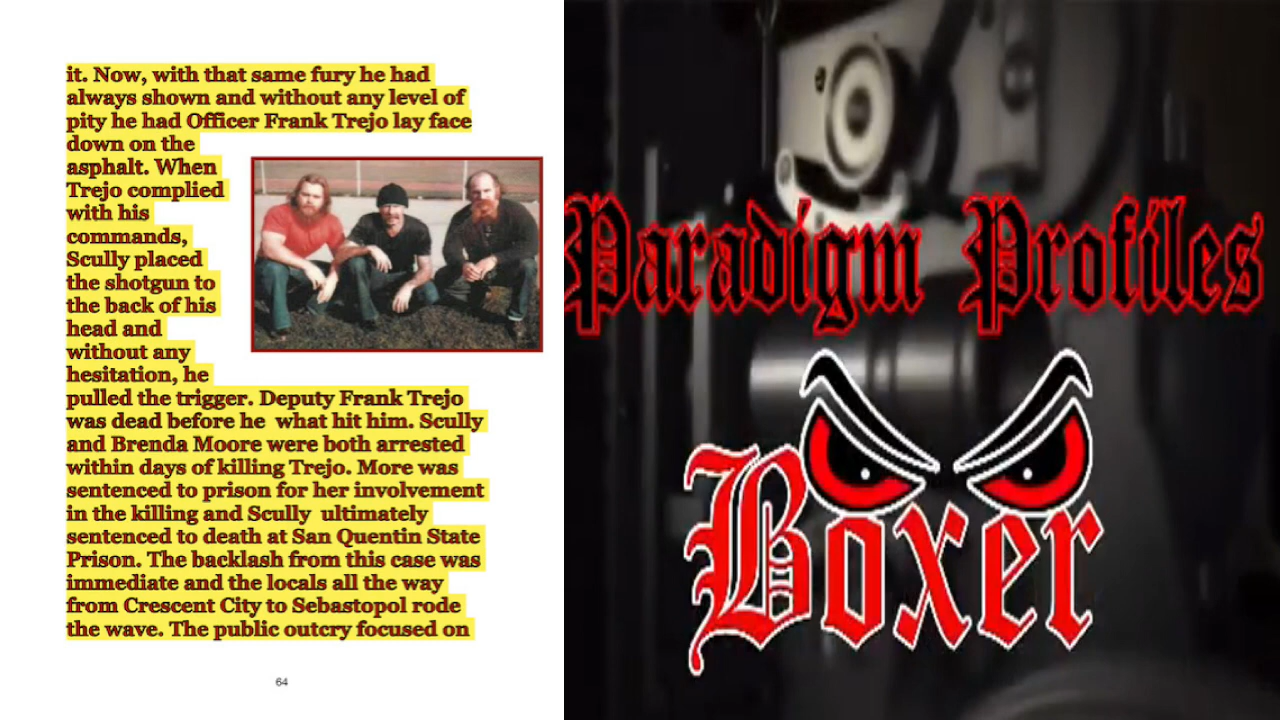 it. Now, with that same fury he had
always shown and without any level of
pity he had Officer Frank Trejo lay face
down on the
asphalt. When
Trejo complied
with his
commands,
Scully placed
the shotgun to
the back of his
head and
without any
hesitation, he
pulled the trigger. Deputy Frank Trejo
was dead before he  what hit him. Scully
and Brenda Moore were both arrested
within days of killing Trejo. More was
sentenced to prison for her involvement
in the killing and Scully  ultimately
sentenced to death at San Quentin State
Prison. The backlash from this case was
immediate and the locals all the way
from Crescent City to Sebastopol rode
the wave. The public outcry focused on
64
Paradigm Profiles
Boxer